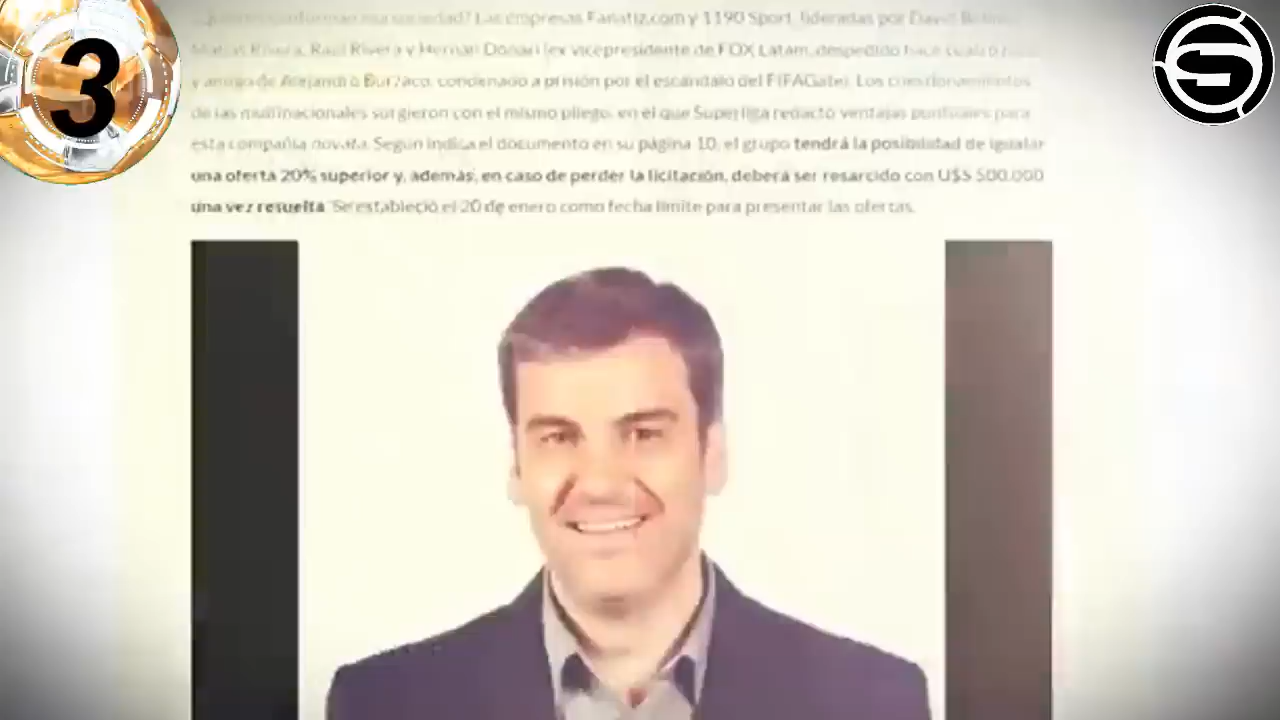 3
conforman esa sociedad? Las empresas Fanatiz.com y 1190 Sport, lideradas por David
Matías Rivera, Raúl Rivera y Hernán Donari (ex vicepresidente de FOX Latam, despedido hace cuatro
y amigo de Alejandro Burzaco, condenado a prisión por el escándalo del FIFAGate). Los cuestionamientos
de las multinacionales surgieron con el mismo pliego, en el que Superliga redactó ventajas puntuales para
esta compañía novata. Según indica el documento en su página 10, el grupo tendrá la posibilidad de igualar
una oferta 20% superior y, además, en caso de perder la licitación, deberá ser resarcido con U$S 500.000
una vez resuelta. Se estableció el 20 de enero como fecha límite para presentar las ofertas.